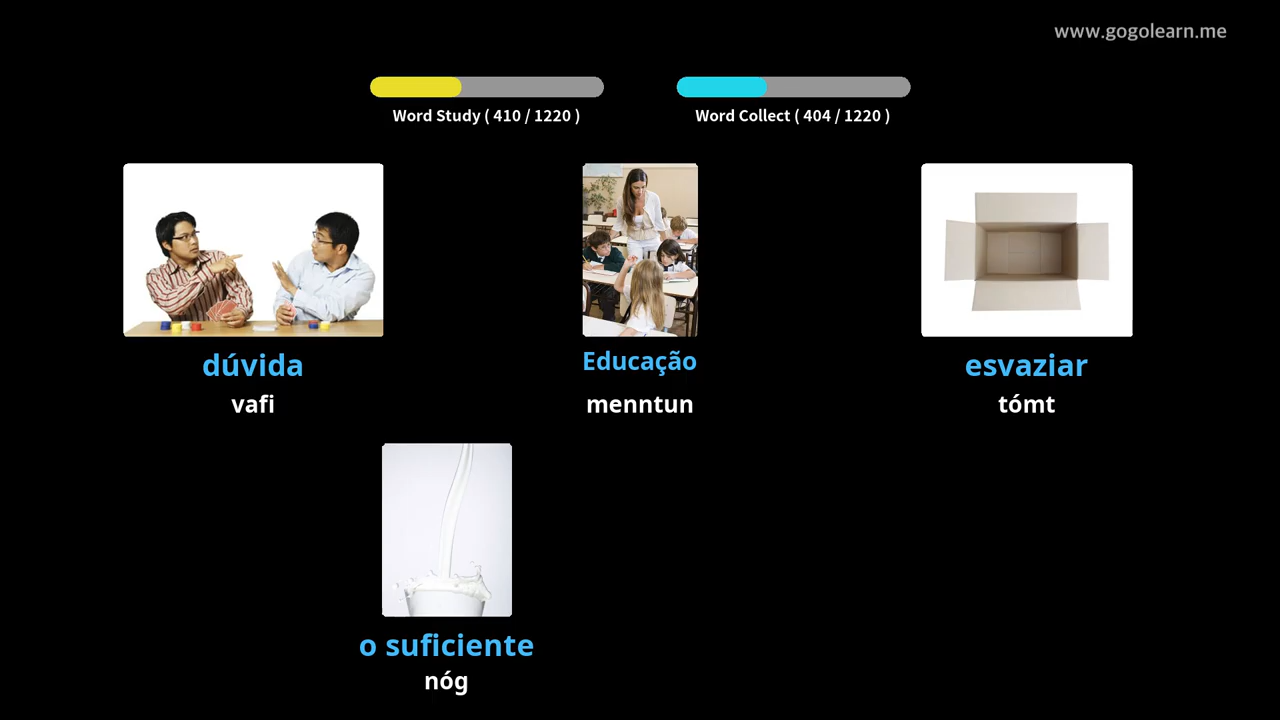 www.gogolearn.me
Word Study ( 410 / 1220 )
Word Collect ( 404 / 1220 )
dúvida
vafi
Educação
menntun
esvaziar
tómt
o suficiente
nóg